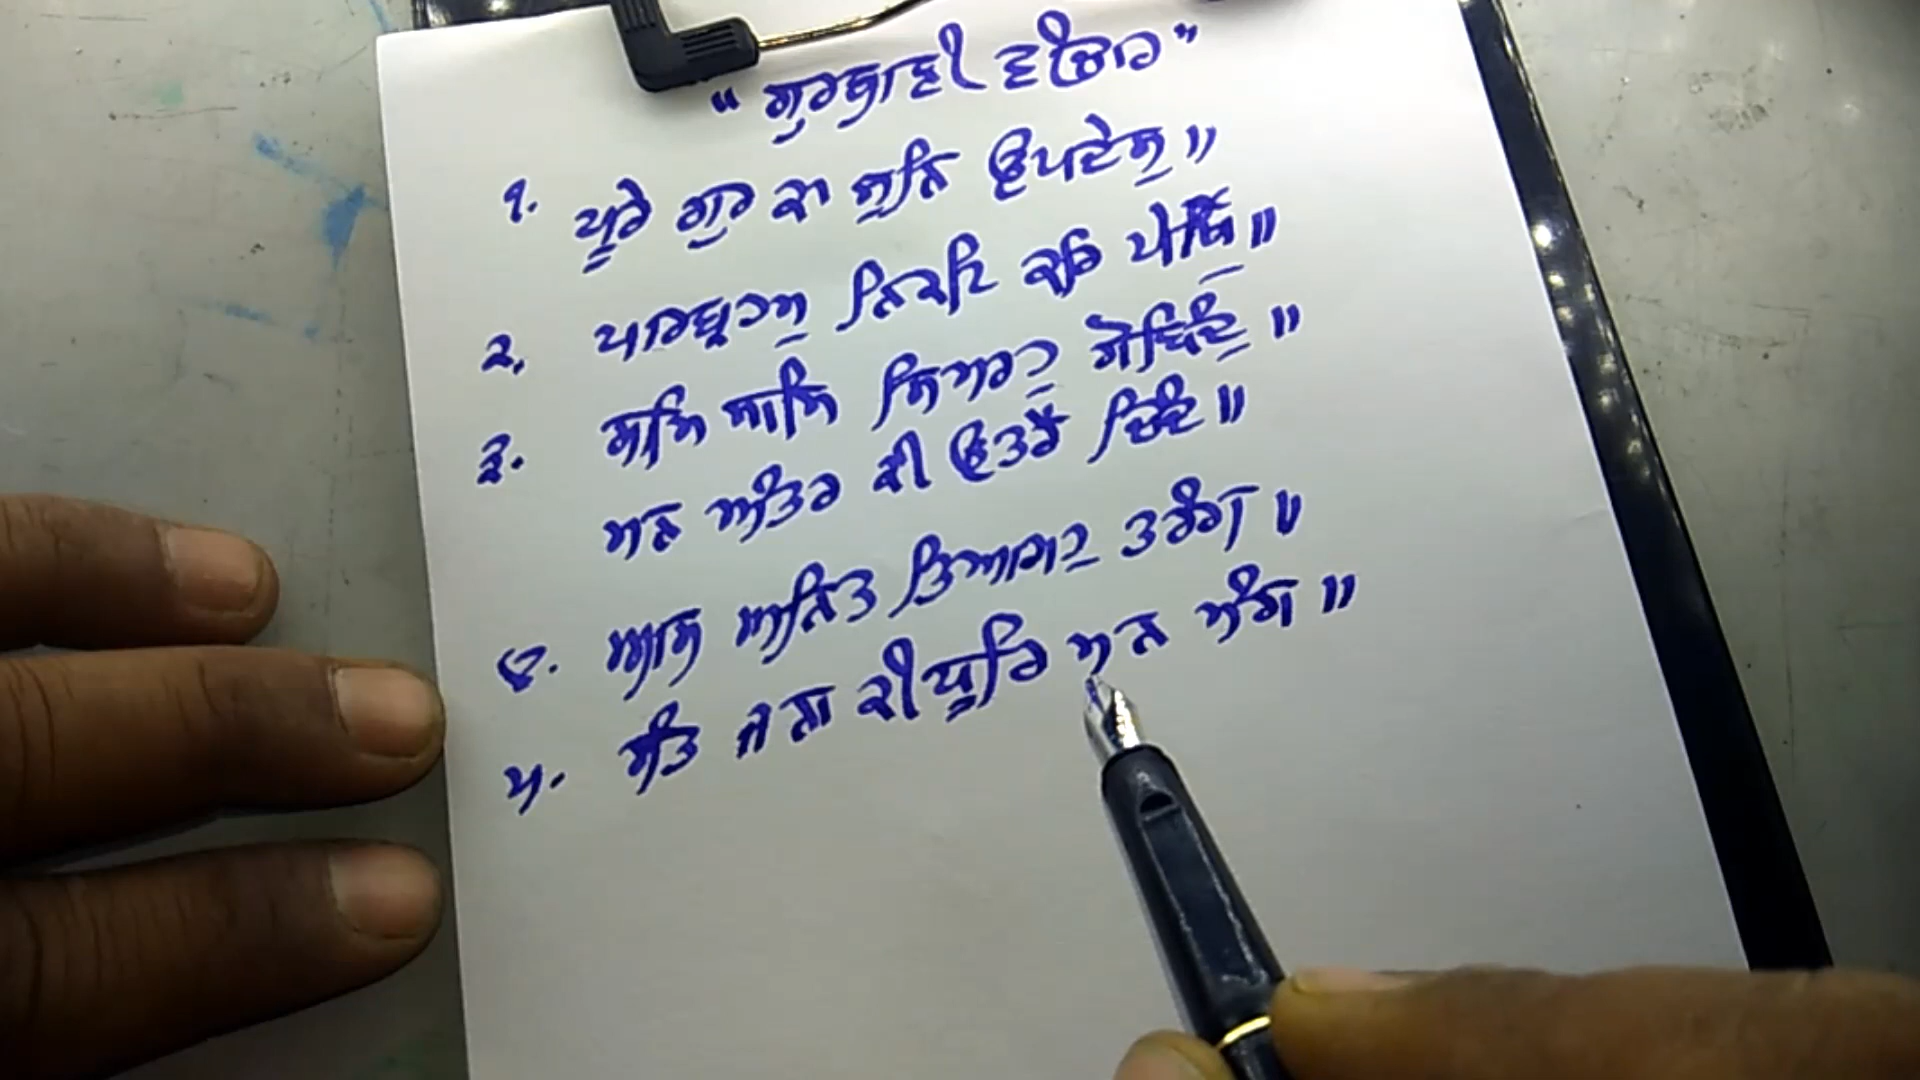 "ਗੁਰਬਾਣੀ ਵੀਚਾਰ"
੧. ਪੂਰੇ ਗੁਰ ਕਾ ਸੁਨਿ ਉਪਦੇਸੁ॥
੨. ਪਾਰਬ੍ਰਹਮੁ ਨਿਕਟਿ ਕਰਿ ਪੇਖੁ॥
੩. ਸਾਸਿ ਸਾਸਿ ਸਿਮਰਹੁ ਗੋਬਿੰਦੁ॥
ਮਨ ਅੰਤਰ ਕੀ ਉਤਰੈ ਚਿੰਦ॥
੪. ਆਸ ਅਨਿਤ ਤਿਆਗਹੁ ਤਰੰਗ॥
੫. ਸੰਤ ਜਨਾ ਕੀ ਧੂਰਿ ਮਨ ਮੰਗ॥